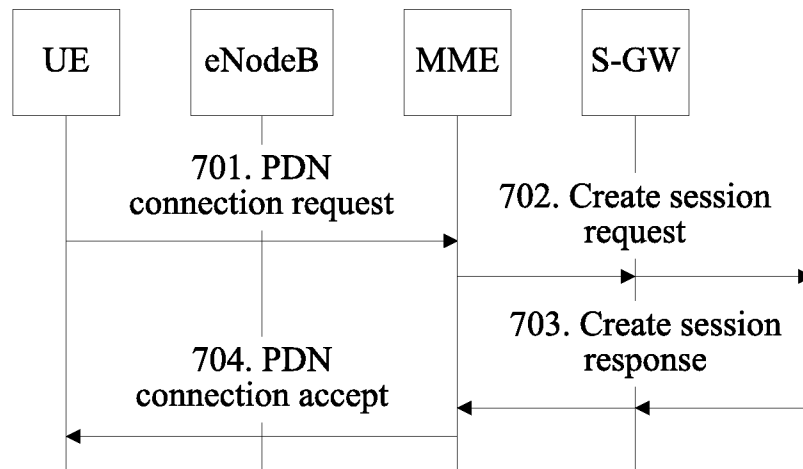 UE
eNodeB
MME
S-GW
701. PDN
connection request
702. Create session
request
703. Create session
response
704. PDN
connection accept